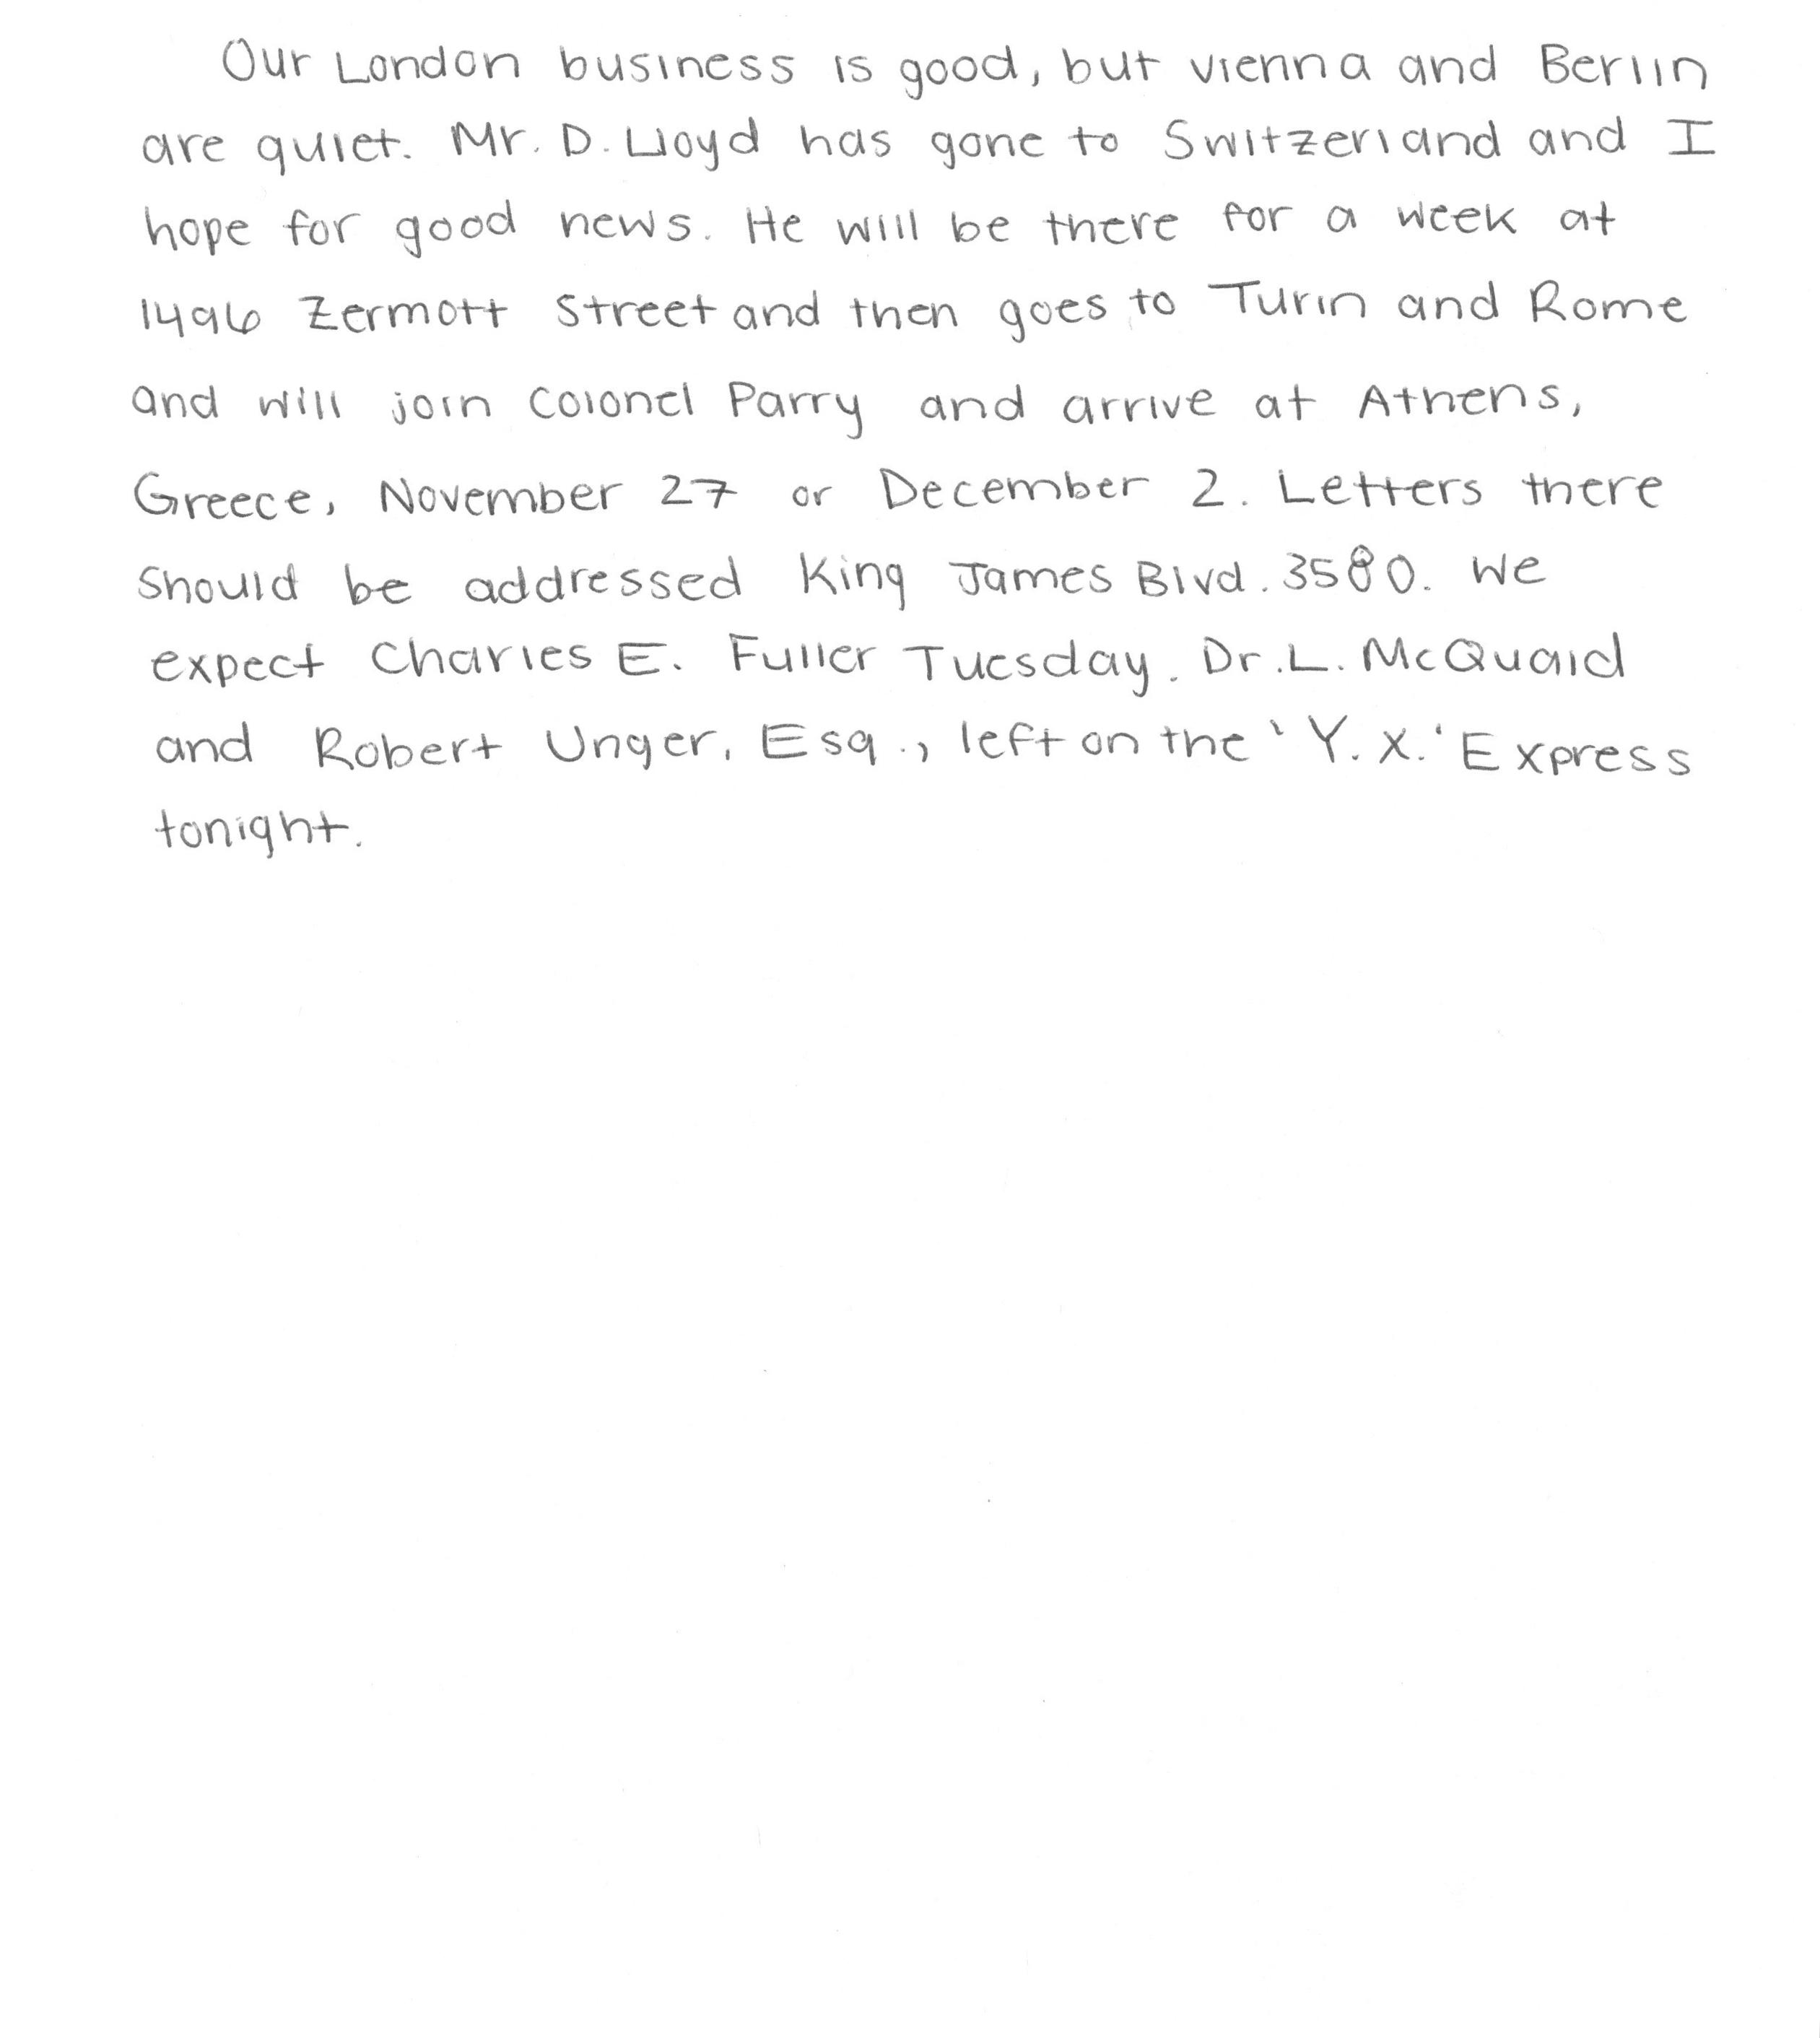 Our London business is good, but vienna and Berlin
are quiet. Mr. D. Lloyd has gone to Switzerland and I
hope for good news. He will be there for a week at
1496 Zermott Street and then goes to Turin and Rome
and will join Colonel Parry and arrive at Athens,
Greece, November 27 or December 2. Letters there
should be addressed King James Blvd. 3580. We
expect Charles E. Fuller Tuesday. Dr. L. McQuaid
and Robert Unger, Esq., left on the 'Y. X.' Express
tonight.